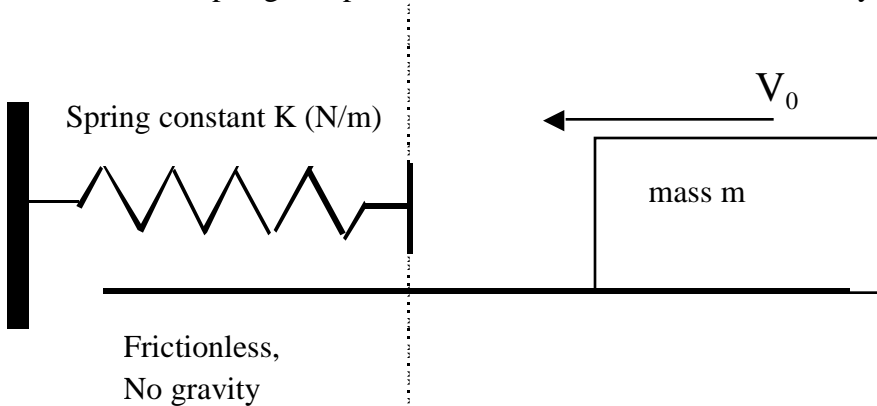 V₀
Spring constant K (N/m)
mass m
Frictionless,
No gravity